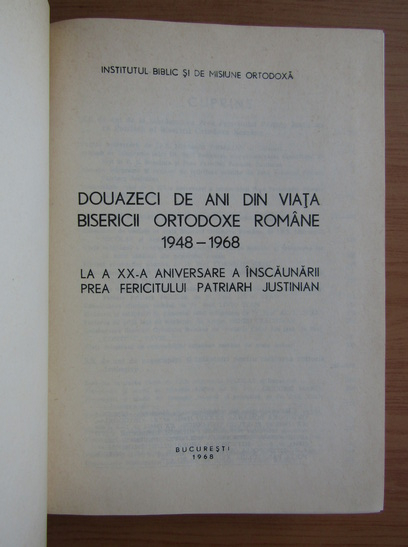 INSTITUTUL BIBLIC ȘI DE MISIUNE ORTODOXĂ
DOUAZECI DE ANI DIN VIAȚA
BISERICII ORTODOXE ROMÂNE
1948 – 1968
LA A XX-A ANIVERSARE A ÎNSCĂUNĂRII
PREA FERICITULUI PATRIARH JUSTINIAN
BUCUREȘTI
1968